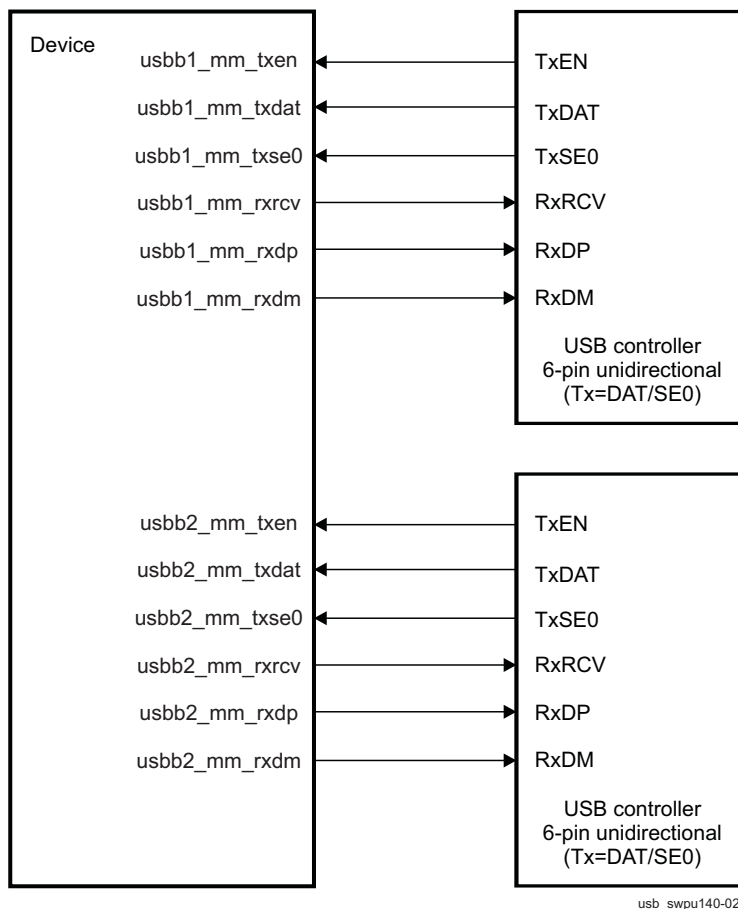 Device
usbb1_mm_txen
TxEN
usbb1_mm_txdat
TxDAT
usbb1_mm_txse0
TxSE0
usbb1_mm_rxrcv
RxRCV
usbb1_mm_rxdp
RxDP
usbb1_mm_rxdm
RxDM
USB controller
6-pin unidirectional
(Tx=DAT/SE0)
usbb2_mm_txen
TxEN
usbb2_mm_txdat
TxDAT
usbb2_mm_txse0
TxSE0
usbb2_mm_rxrcv
RxRCV
usbb2_mm_rxdp
RxDP
usbb2_mm_rxdm
RxDM
USB controller
6-pin unidirectional
(Tx=DAT/SE0)
usb_swpu140-02